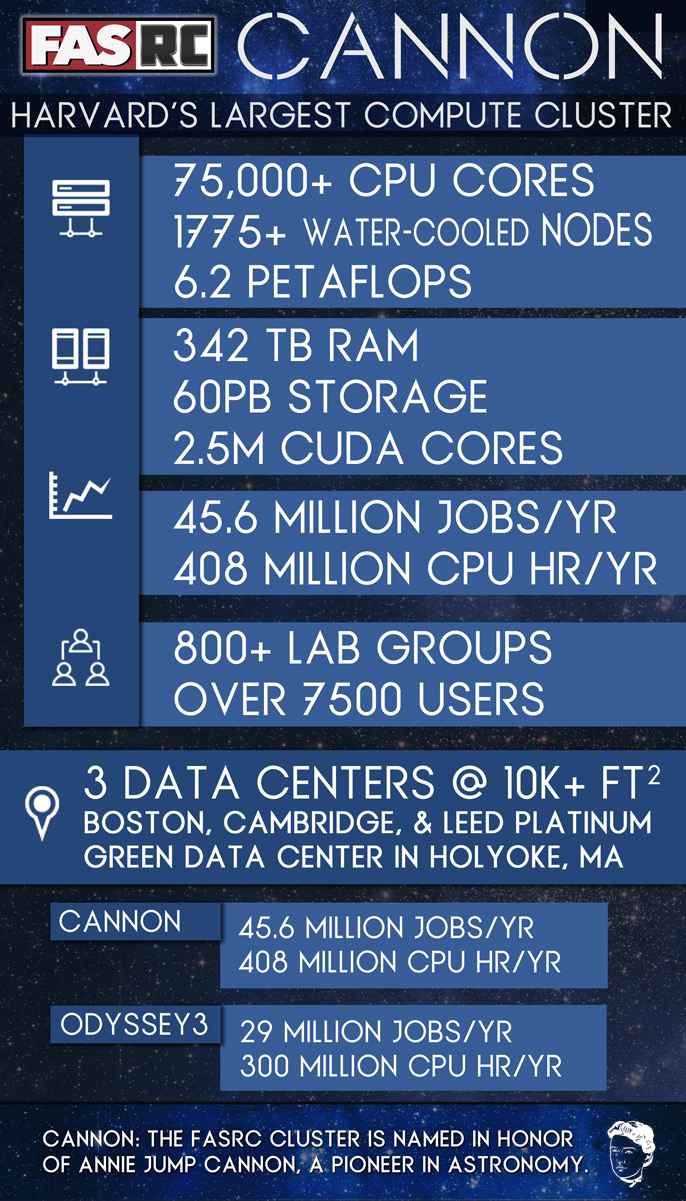 FASRC CANNON
HARVARD'S LARGEST COMPUTE CLUSTER
75,000+ CPU CORES
1775+ WATER-COOLED NODES
6.2 PETAFLOPS
342 TB RAM
60PB STORAGE
2.5M CUDA CORES
45.6 MILLION JOBS/YR
408 MILLION CPU HR/YR
800+ LAB GROUPS
OVER 7500 USERS
3 DATA CENTERS @ 10K+ FT²
BOSTON, CAMBRIDGE, & LEED PLATINUM
GREEN DATA CENTER IN HOLYOKE, MA
CANNON
45.6 MILLION JOBS/YR
408 MILLION CPU HR/YR
ODYSSEY3
29 MILLION JOBS/YR
300 MILLION CPU HR/YR
CANNON: THE FASRC CLUSTER IS NAMED IN HONOR
OF ANNIE JUMP CANNON, A PIONEER IN ASTRONOMY.